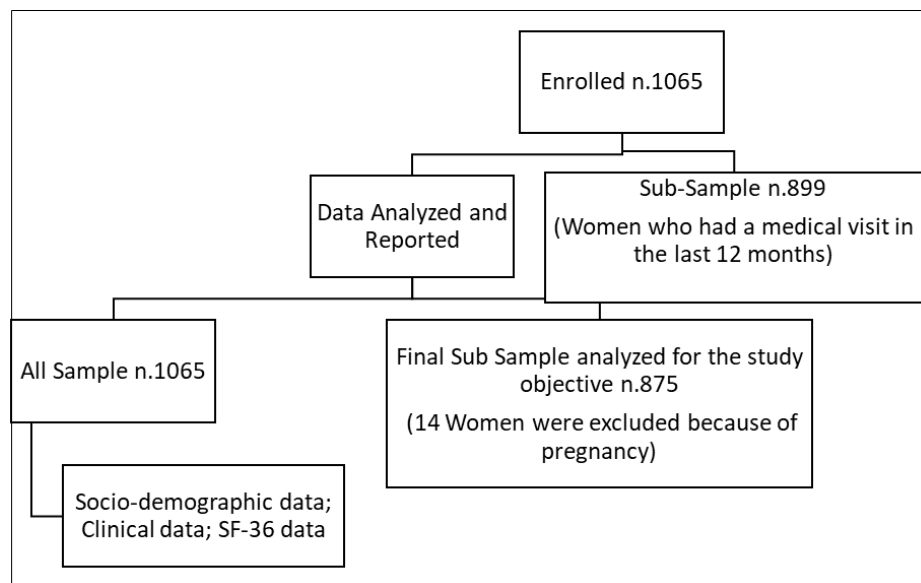 Enrolled n.1065
Data Analyzed and
Reported
Sub-Sample n.899
(Women who had a medical visit in
the last 12 months)
All Sample n.1065
Final Sub Sample analyzed for the study
objective n.875
(14 Women were excluded because of
pregnancy)
Socio-demographic data;
Clinical data; SF-36 data